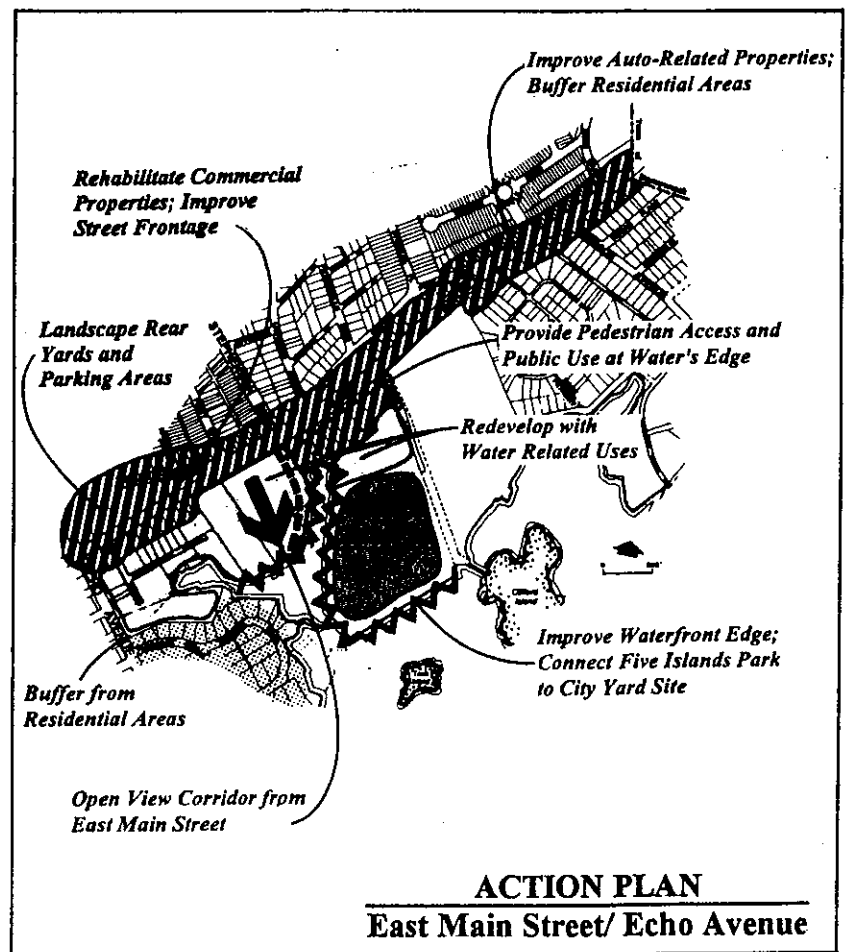 Improve Auto-Related Properties;
Buffer Residential Areas
Rehabilitate Commercial
Properties; Improve
Street Frontage
Landscape Rear
Yards and
Parking Areas
Provide Pedestrian Access and
Public Use at Water's Edge
Redevelop with
Water Related Uses
Improve Waterfront Edge;
Connect Five Islands Park
to City Yard Site
Buffer from
Residential Areas
Open View Corridor from
East Main Street
ACTION PLAN
East Main Street/ Echo Avenue